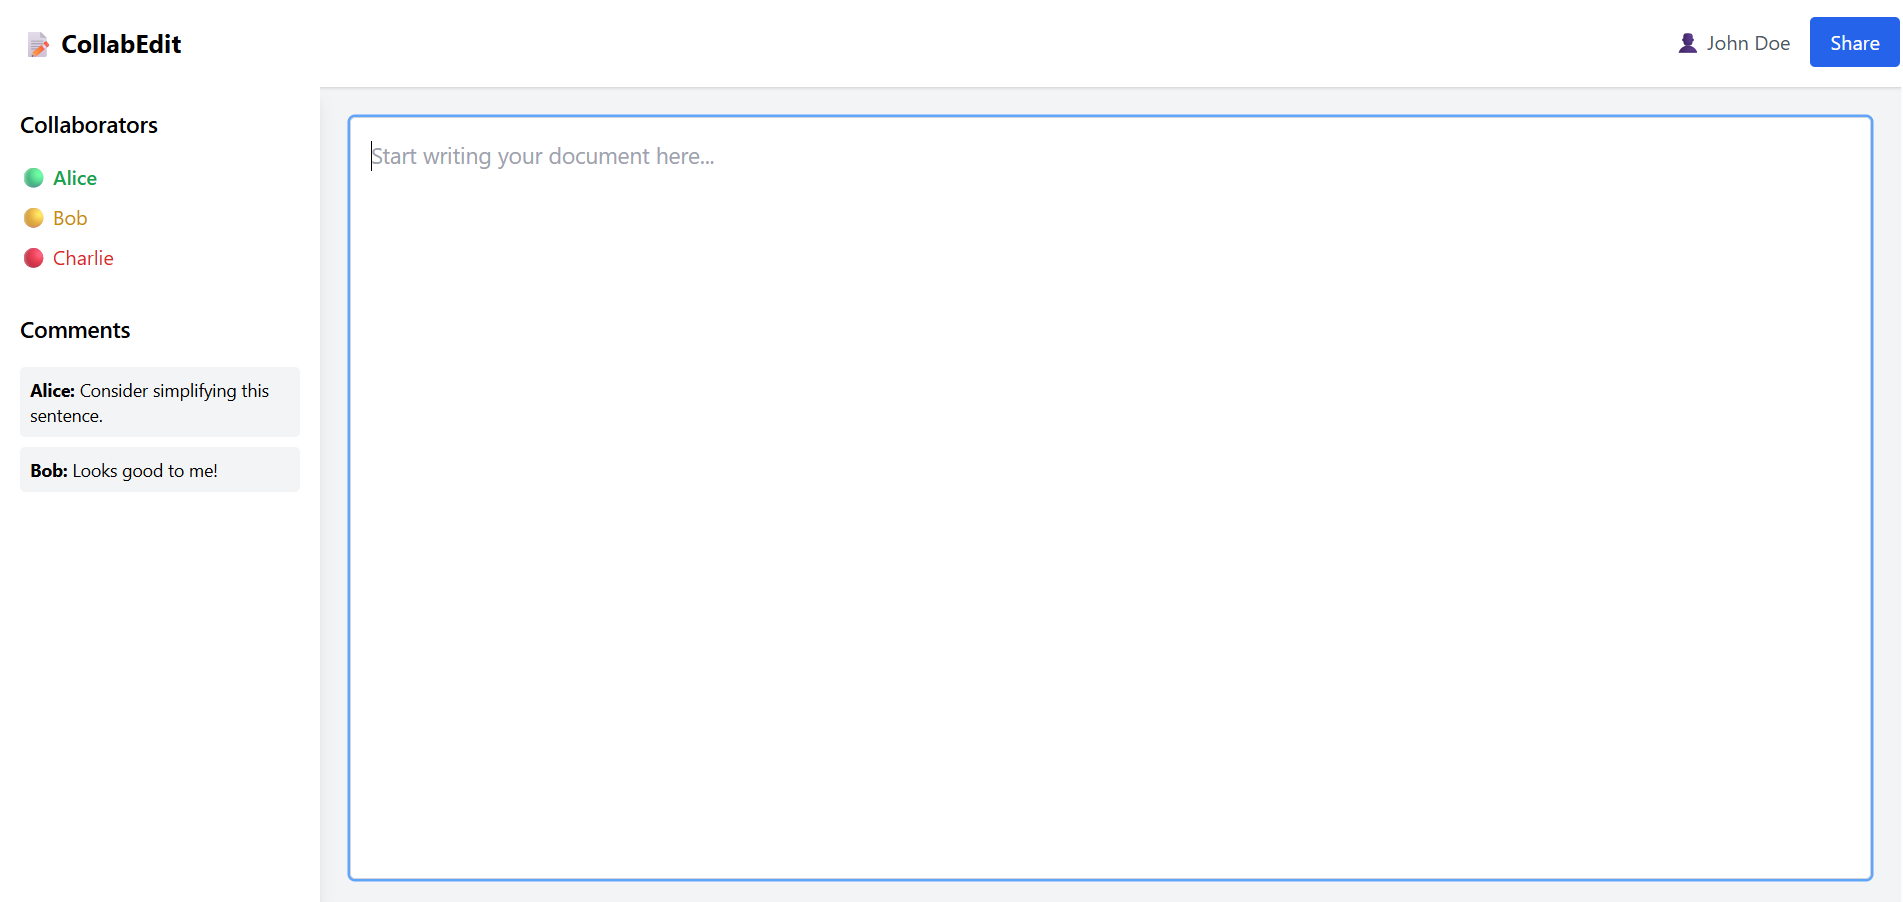 CollabEdit
John Doe
Share
Collaborators
Alice
Bob
Charlie
Comments
Alice: Consider simplifying this
sentence.
Bob: Looks good to me!
Start writing your document here...